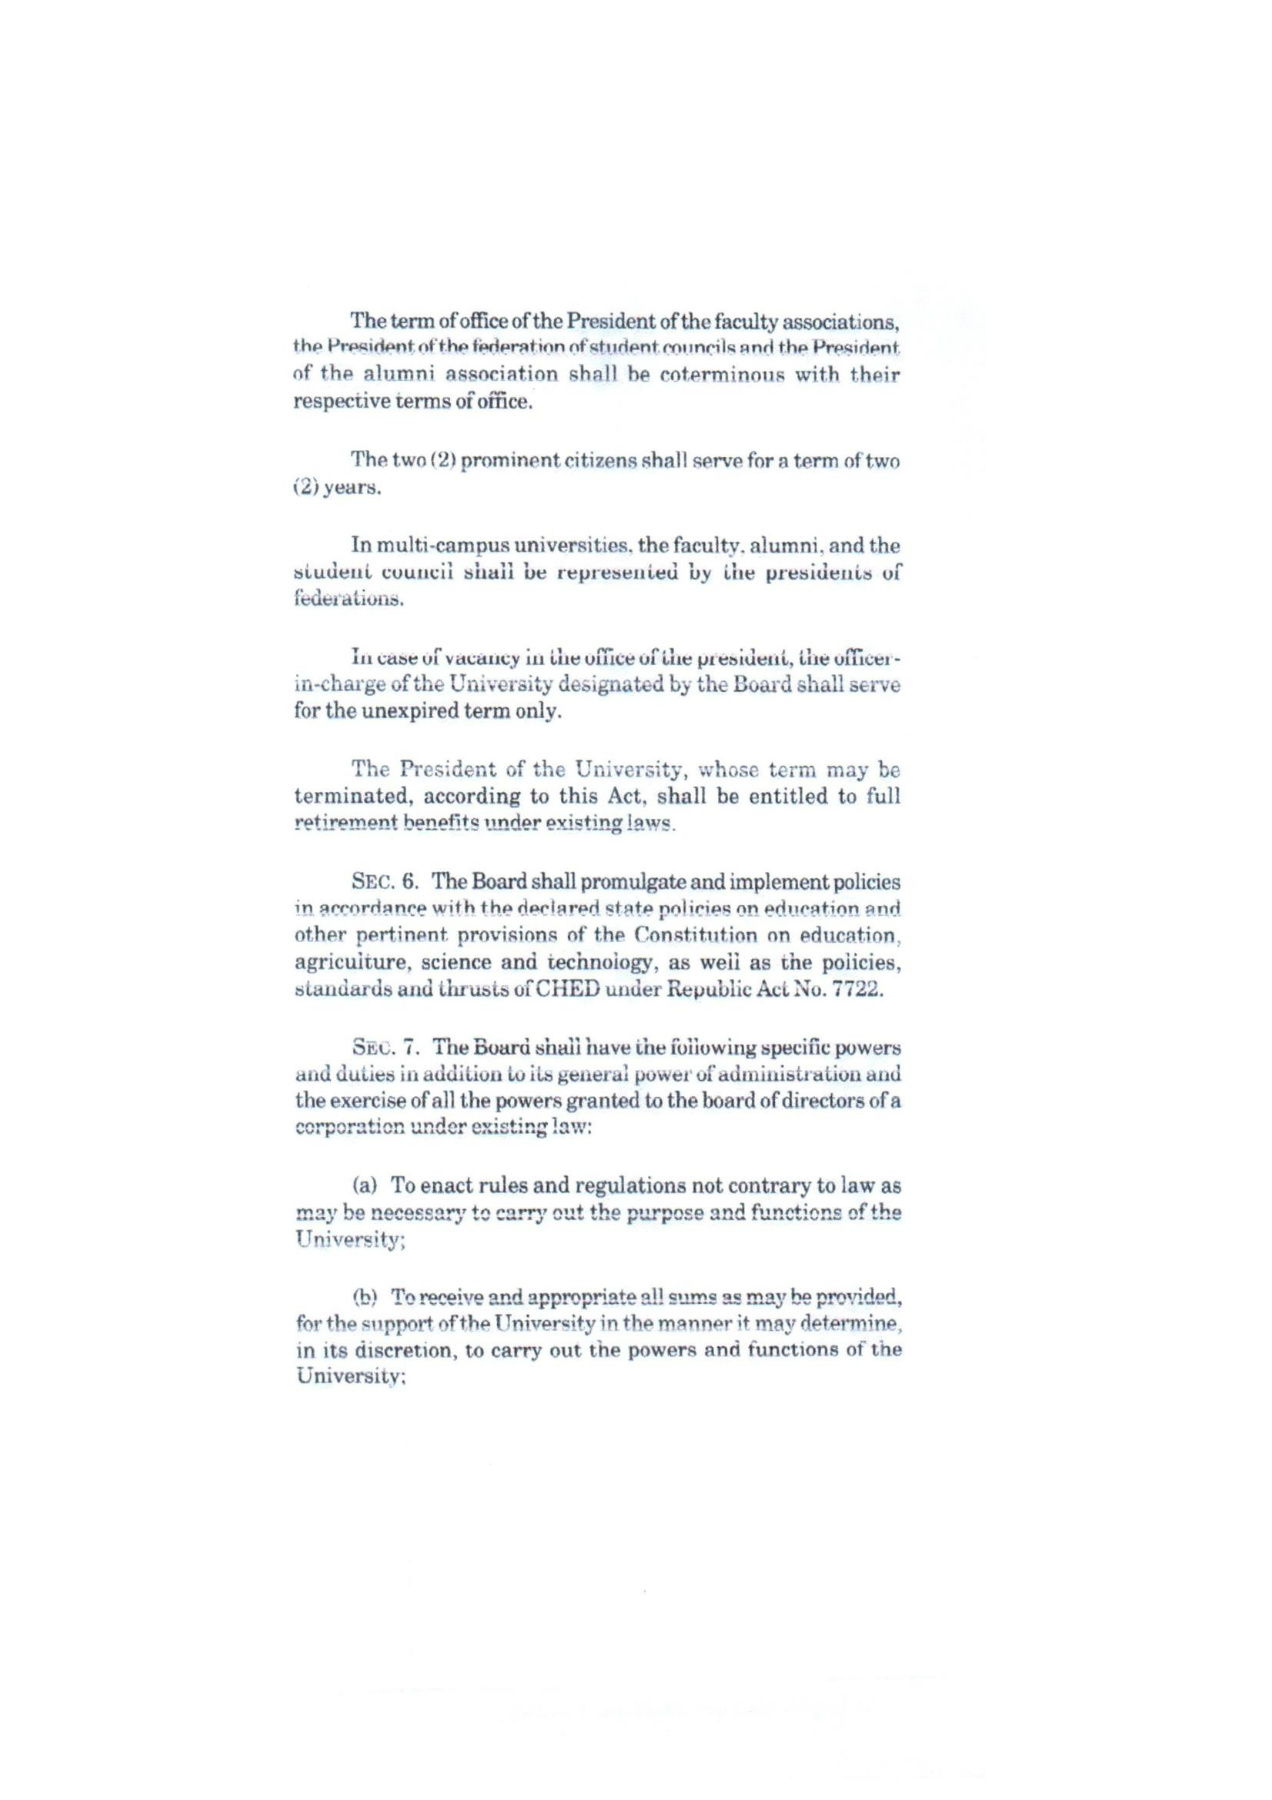 The term of office of the President of the faculty associations,
the President of the federation of student councils and the President
of the alumni association shall be coterminous with their
respective terms of office.
The two (2) prominent citizens shall serve for a term of two
(2) years.
In multi-campus universities, the faculty, alumni, and the
student council shall be represented by the presidents of
federations.
In case of vacancy in the office of the president, the officer-
in-charge of the University designated by the Board shall serve
for the unexpired term only.
The President of the University, whose term may be
terminated, according to this Act, shall be entitled to full
retirement benefits under existing laws.
SEC. 6. The Board shall promulgate and implement policies
in accordance with the declared state policies on education and
other pertinent provisions of the Constitution on education,
agriculture, science and technology, as well as the policies,
standards and thrusts of CHED under Republic Act No. 7722.
SEC. 7. The Board shall have the following specific powers
and duties in addition to its general power of administration and
the exercise of all the powers granted to the board of directors of a
corporation under existing law:
(a) To enact rules and regulations not contrary to law as
may be necessary to carry out the purpose and functions of the
University;
(b) To receive and appropriate all sums as may be provided,
for the support of the University in the manner it may determine,
in its discretion, to carry out the powers and functions of the
University;